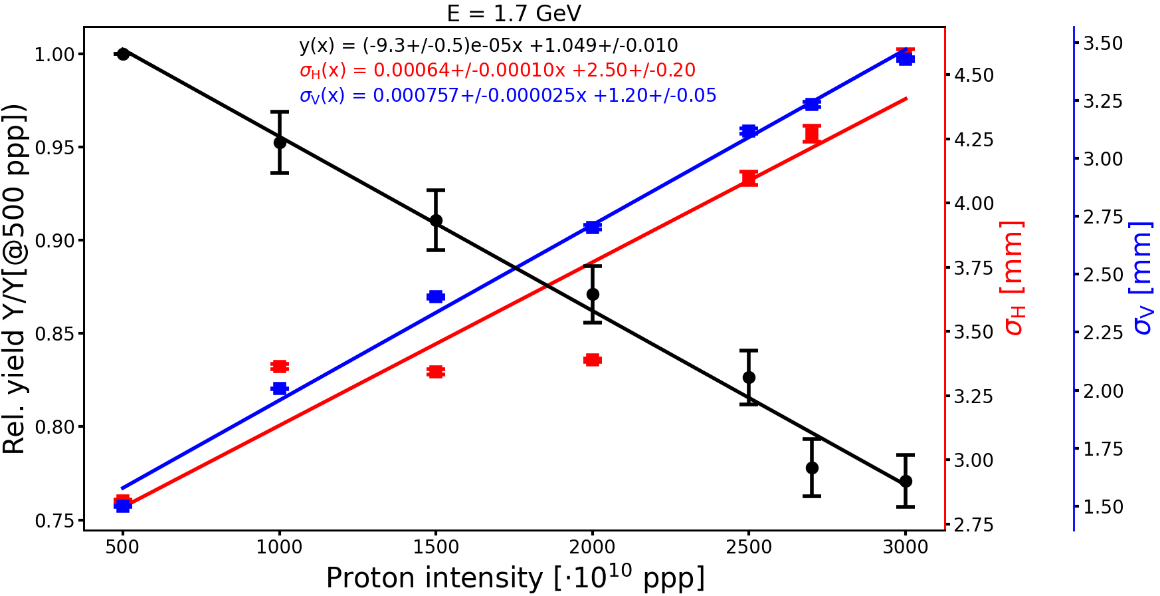 E = 1.7 GeV
y(x) = (-9.3+/-0.5)e-05x +1.049+/-0.010
σH(x) = 0.00064+/-0.00010x +2.50+/-0.20
σV(x) = 0.000757+/-0.000025x +1.20+/-0.05
Rel. yield Y/Y[@500 ppp])
1.00
0.95
0.90
0.85
0.80
0.75
500 1000 1500 2000 2500 3000
Proton intensity [·10^10 ppp]
4.50
4.25
4.00
3.75
3.50
3.25
3.00
2.75
σH [mm]
3.50
3.25
3.00
2.75
2.50
2.25
2.00
1.75
1.50
σV [mm]